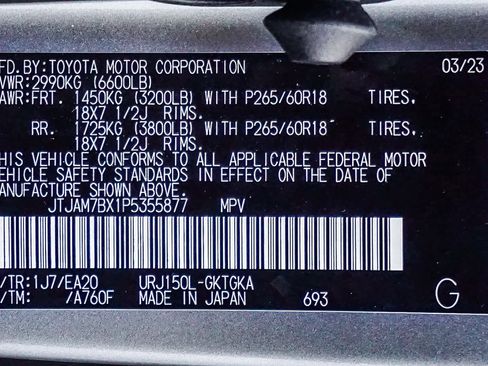 FD.BY:TOYOTA MOTOR CORPORATION 03/23
VWR:2990KG (6600LB)
AWR:FRT. 1450KG (3200LB) WITH P265/60R18 TIRES.
18X7 1/2J RIMS.
RR. 1725KG (3800LB) WITH P265/60R18 TIRES.
18X7 1/2J RIMS.
HIS VEHICLE CONFORMS TO ALL APPLICABLE FEDERAL MOTOR
VEHICLE SAFETY STANDARDS IN EFFECT ON THE DATE OF
ANUFACTURE SHOWN ABOVE.
JTJAM7BX1P5355877 MPV
/TR:1J7/EA20 URJ150L-GKTGKA
/TM: /A760F MADE IN JAPAN 693 G